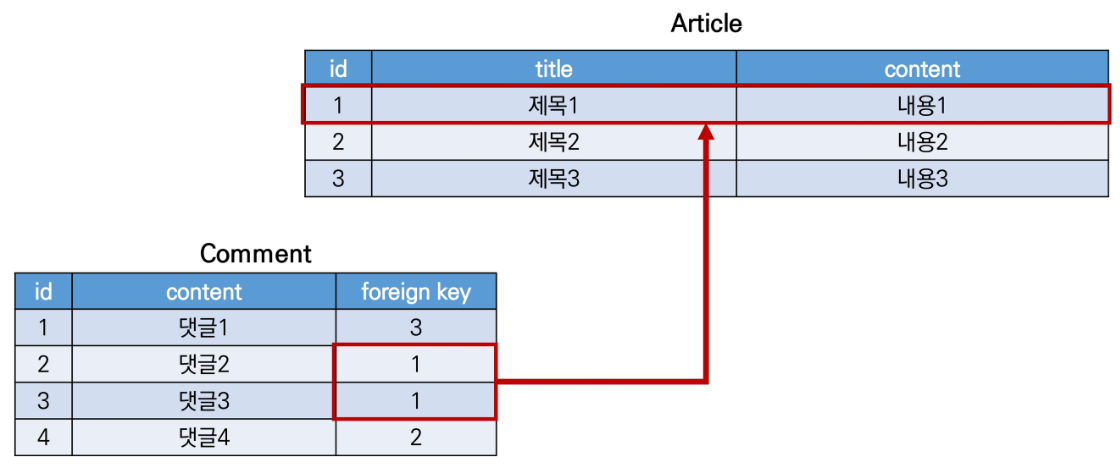 Article
id title content
1 제목1 내용1
2 제목2 내용2
3 제목3 내용3
Comment
id content foreign key
1 댓글1 3
2 댓글2 1
3 댓글3 1
4 댓글4 2